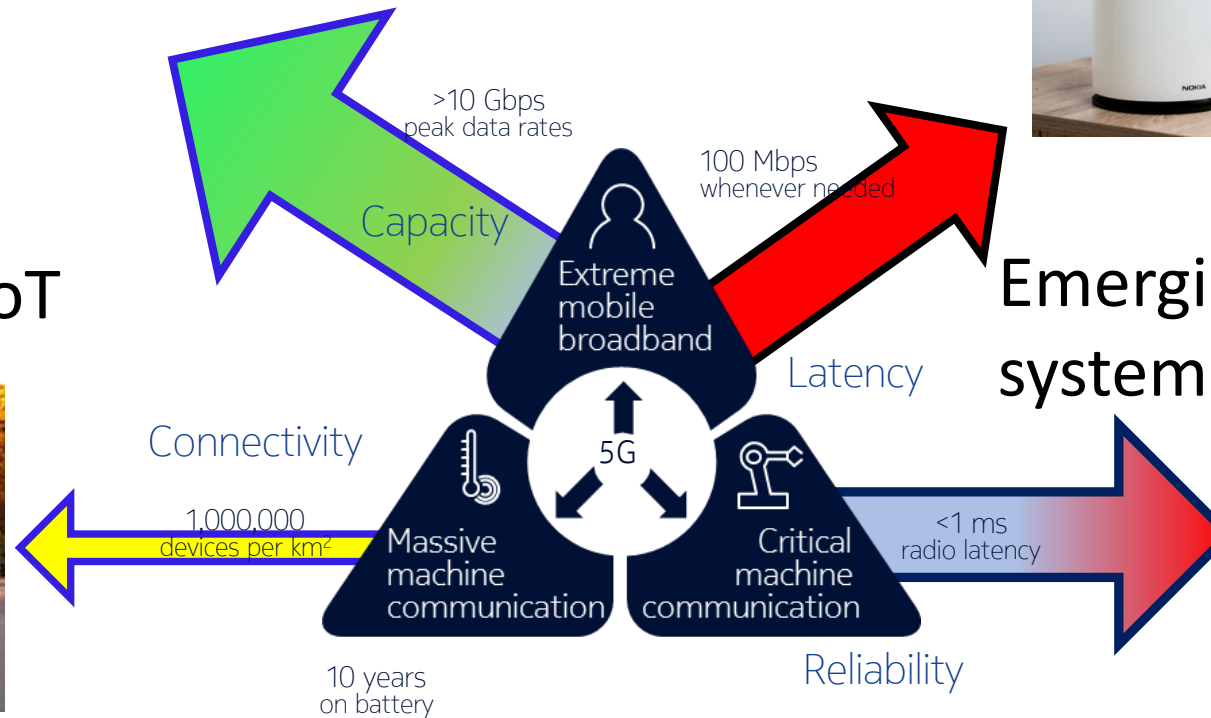 >10 Gbps
peak data rates
NOKIA
100 Mbps
whenever needed
Capacity
Extreme
mobile
broadband
oT
Emergi
system
Latency
Connectivity
5G
1,000,000
devices per km²
Massive
machine
communication
Critical
machine
communication
<1 ms
radio latency
Reliability
10 years
on battery